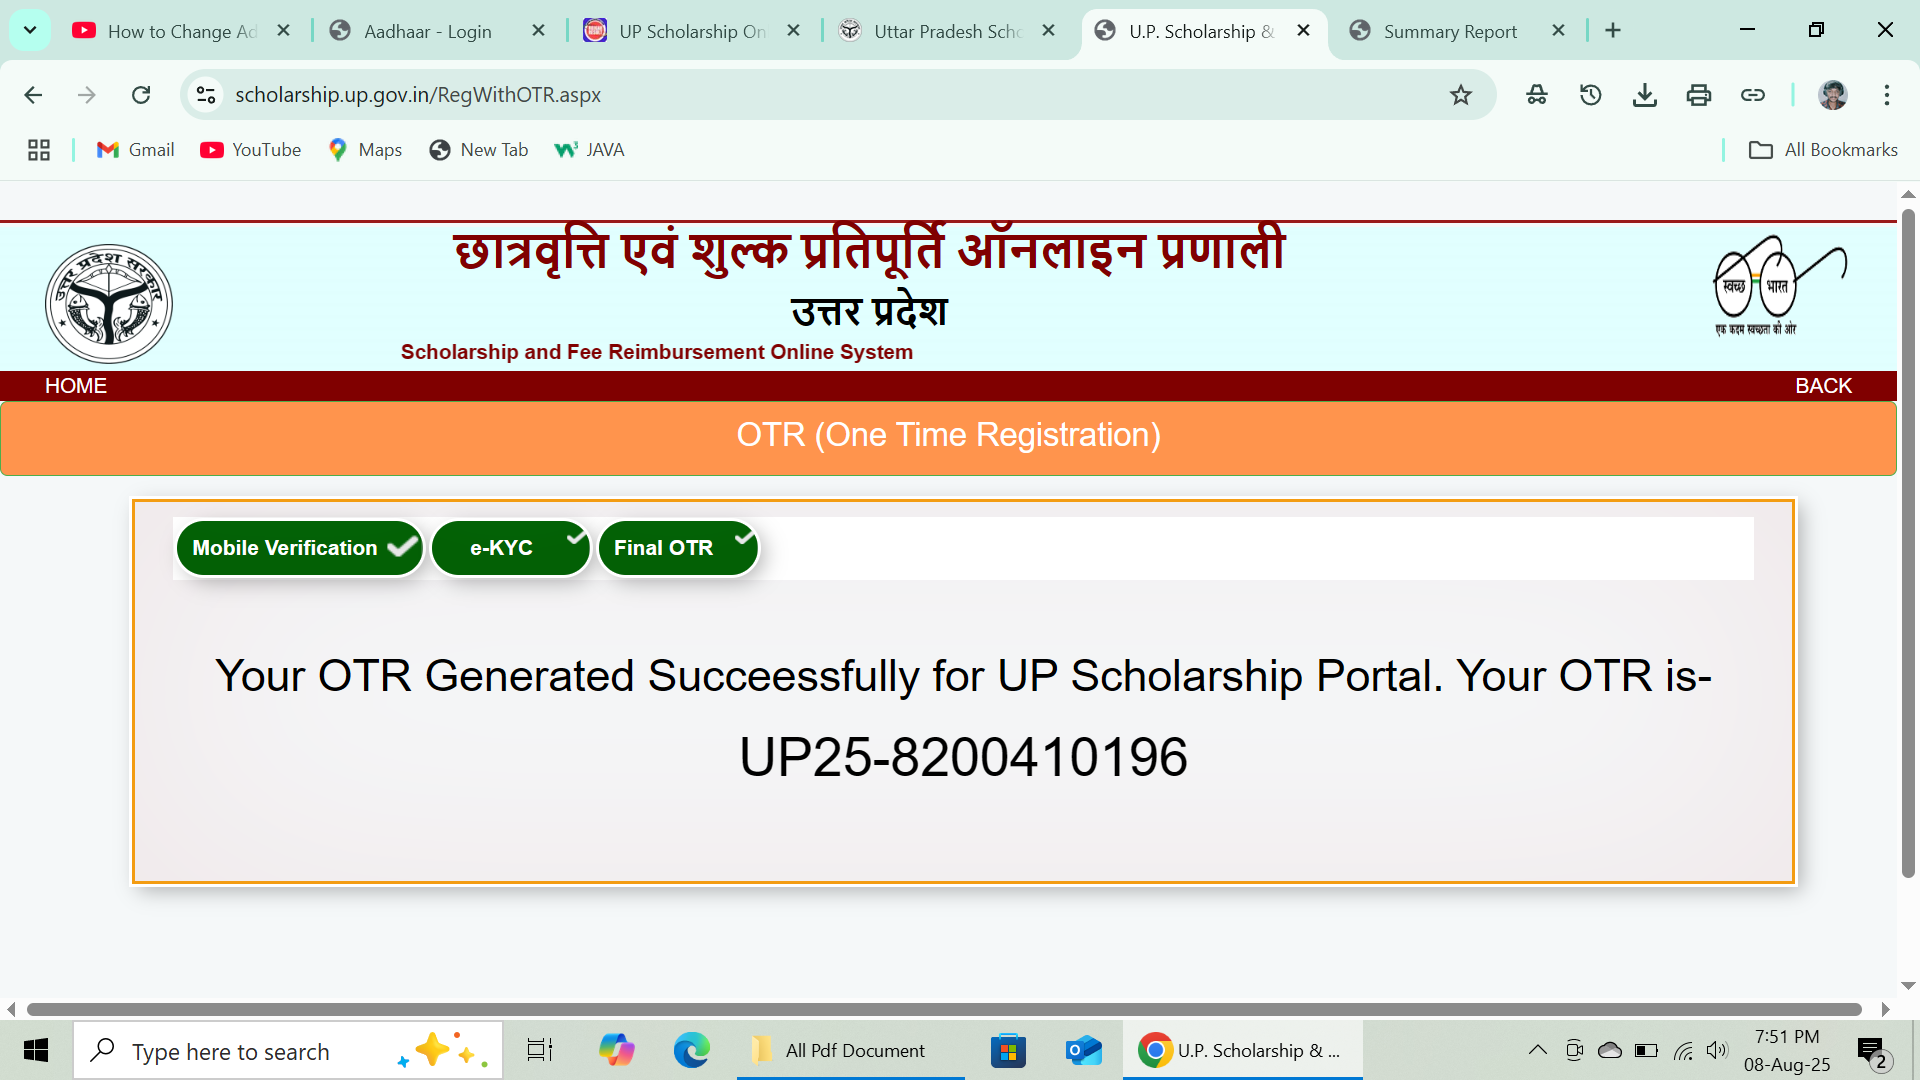 How to Change Ad
Aadhaar - Login
UP Scholarship On
Uttar Pradesh Scho
U.P. Scholarship &
Summary Report
scholarship.up.gov.in/RegWithOTR.aspx
Gmail
YouTube
Maps
New Tab
JAVA
All Bookmarks
उत्तर प्रदेश सरकार
छात्रवृत्ति एवं शुल्क प्रतिपूर्ति ऑनलाइन प्रणाली
उत्तर प्रदेश
Scholarship and Fee Reimbursement Online System
स्वच्छ भारत
एक कदम स्वच्छता की ओर
HOME
BACK
OTR (One Time Registration)
Mobile Verification
e-KYC
Final OTR
Your OTR Generated Succeessfully for UP Scholarship Portal. Your OTR is-
UP25-8200410196
Type here to search
All Pdf Document
U.P. Scholarship & ...
7:51 PM
08-Aug-25
2